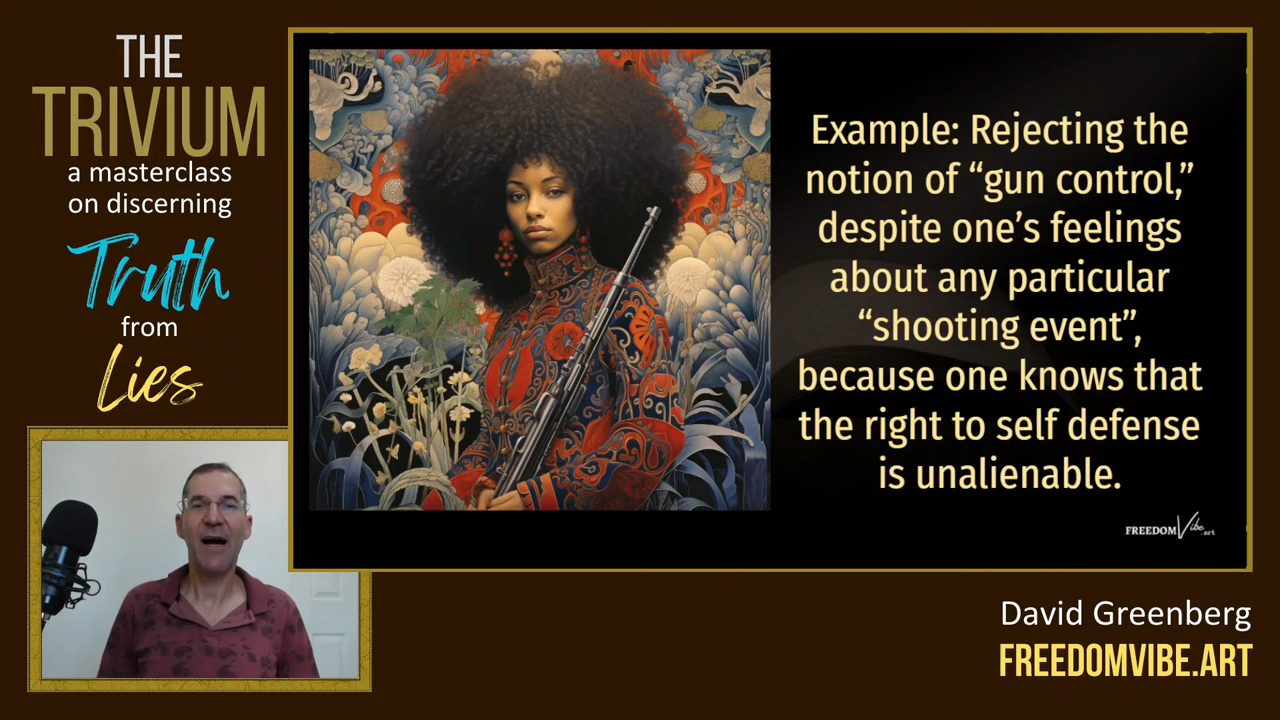 THE
TRIVIUM
a masterclass
on discerning
Truth
from
Lies
Example: Rejecting the
notion of “gun control,”
despite one’s feelings
about any particular
“shooting event”,
because one knows that
the right to self defense
is unalienable.
FREEDOMVibe.art
David Greenberg
FREEDOMVIBE.ART